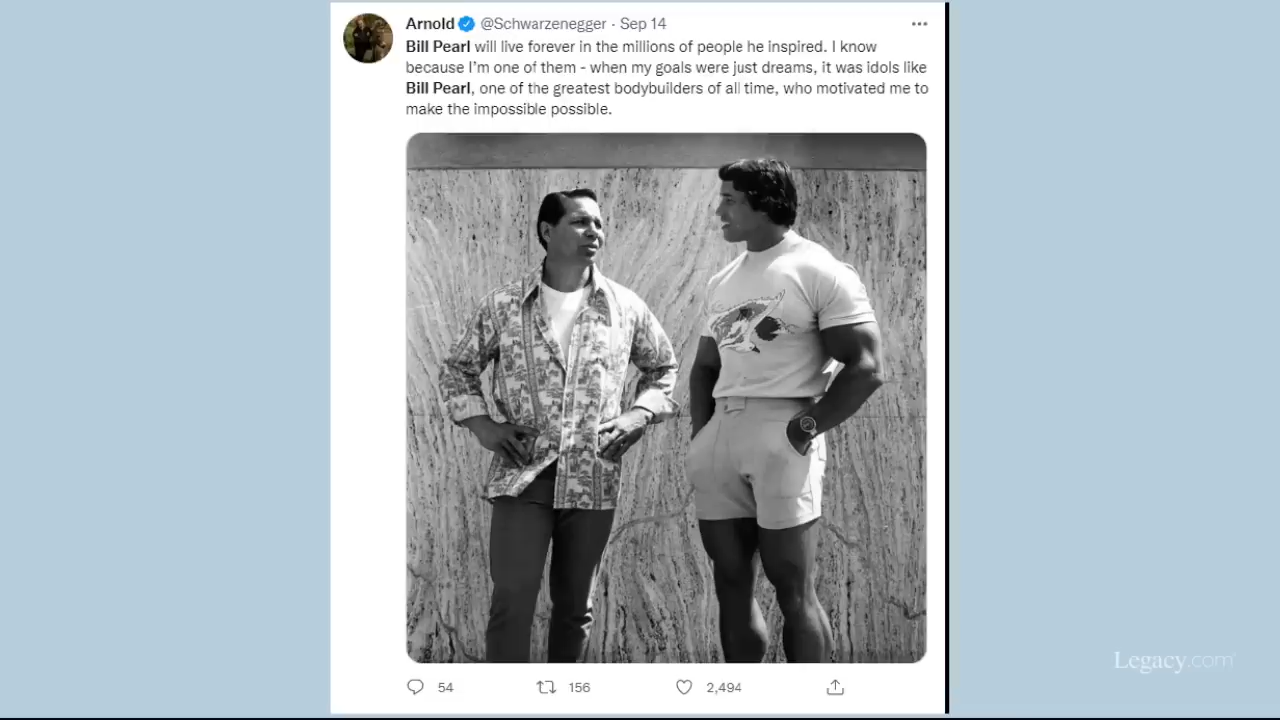 Arnold @Schwarzenegger · Sep 14
Bill Pearl will live forever in the millions of people he inspired. I know
because I'm one of them - when my goals were just dreams, it was idols like
Bill Pearl, one of the greatest bodybuilders of all time, who motivated me to
make the impossible possible.
54 156 2,494
Legacy.com